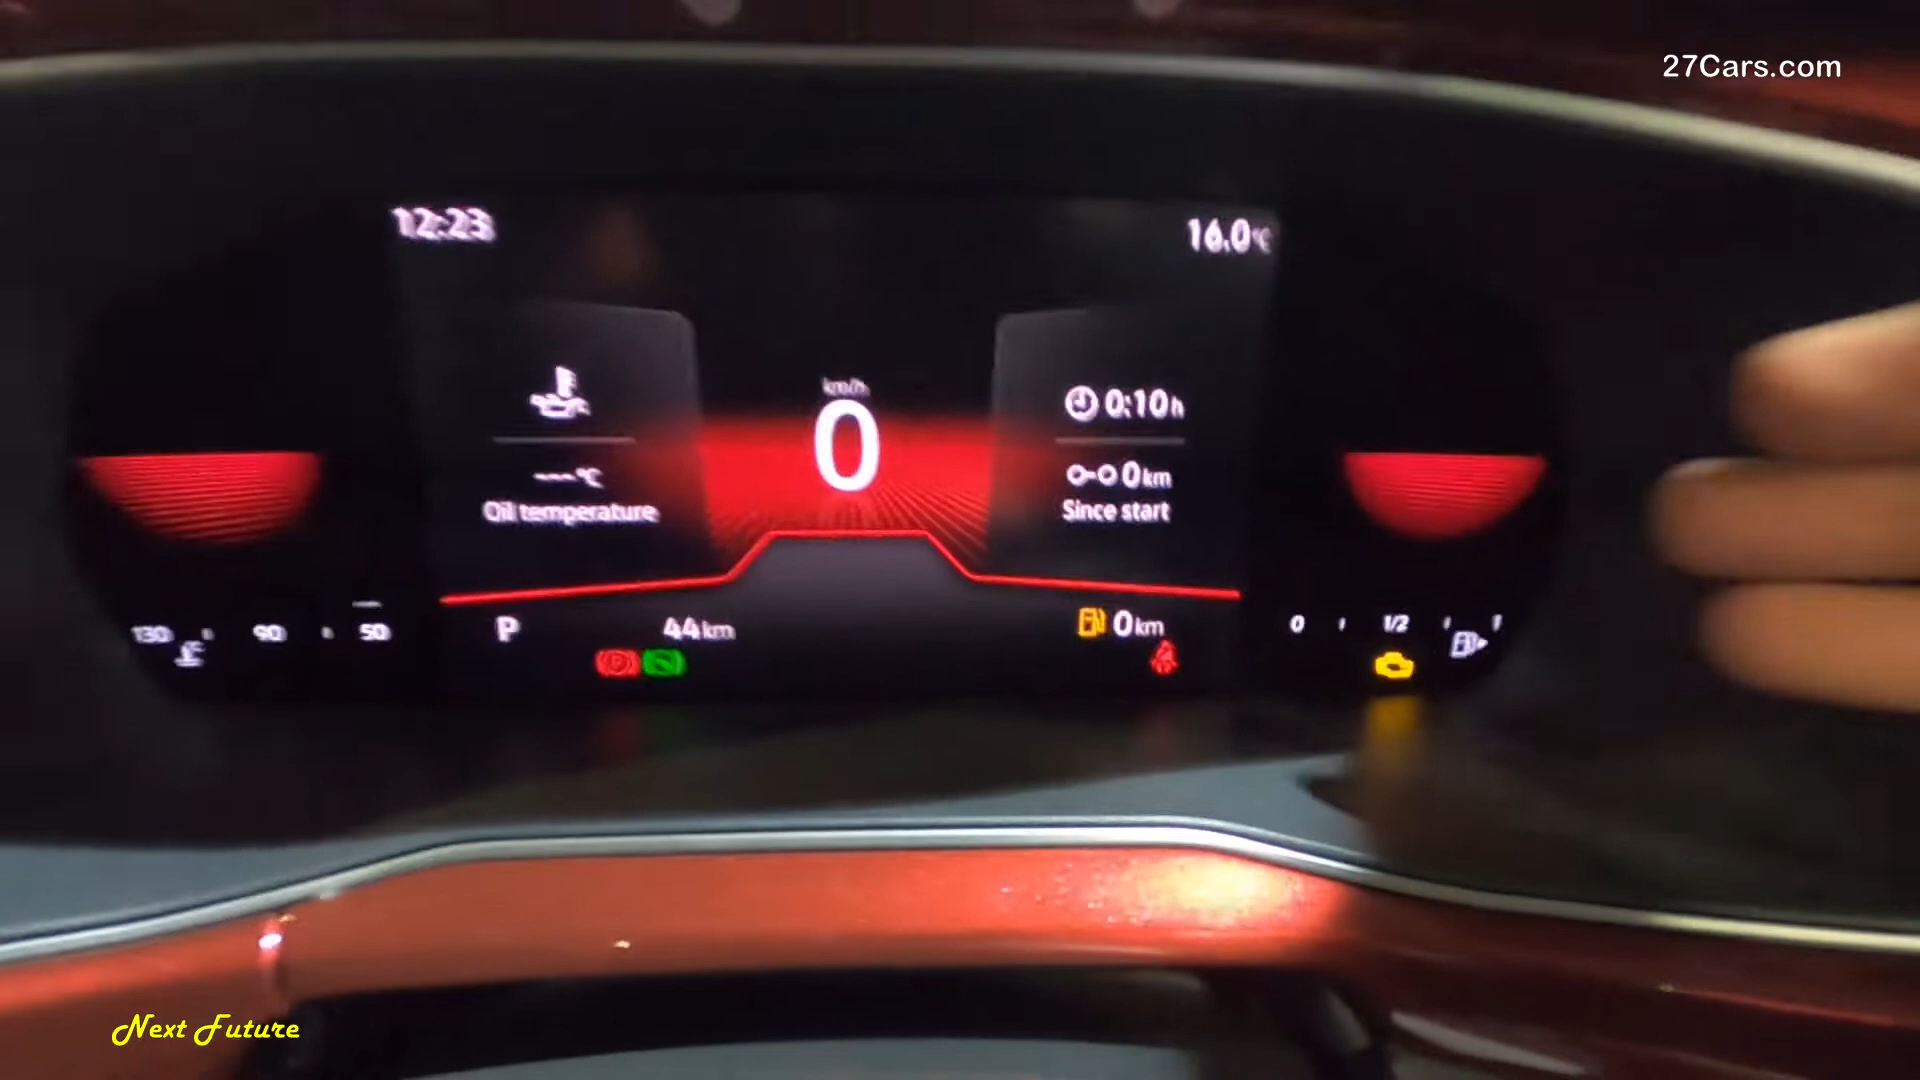 27Cars.com
12:23
16.0°C
km/h
0
0:10h
---°C
0km
Oil temperature
Since start
130 90 50
0 1/2 1
P
44km
0km
Next Future